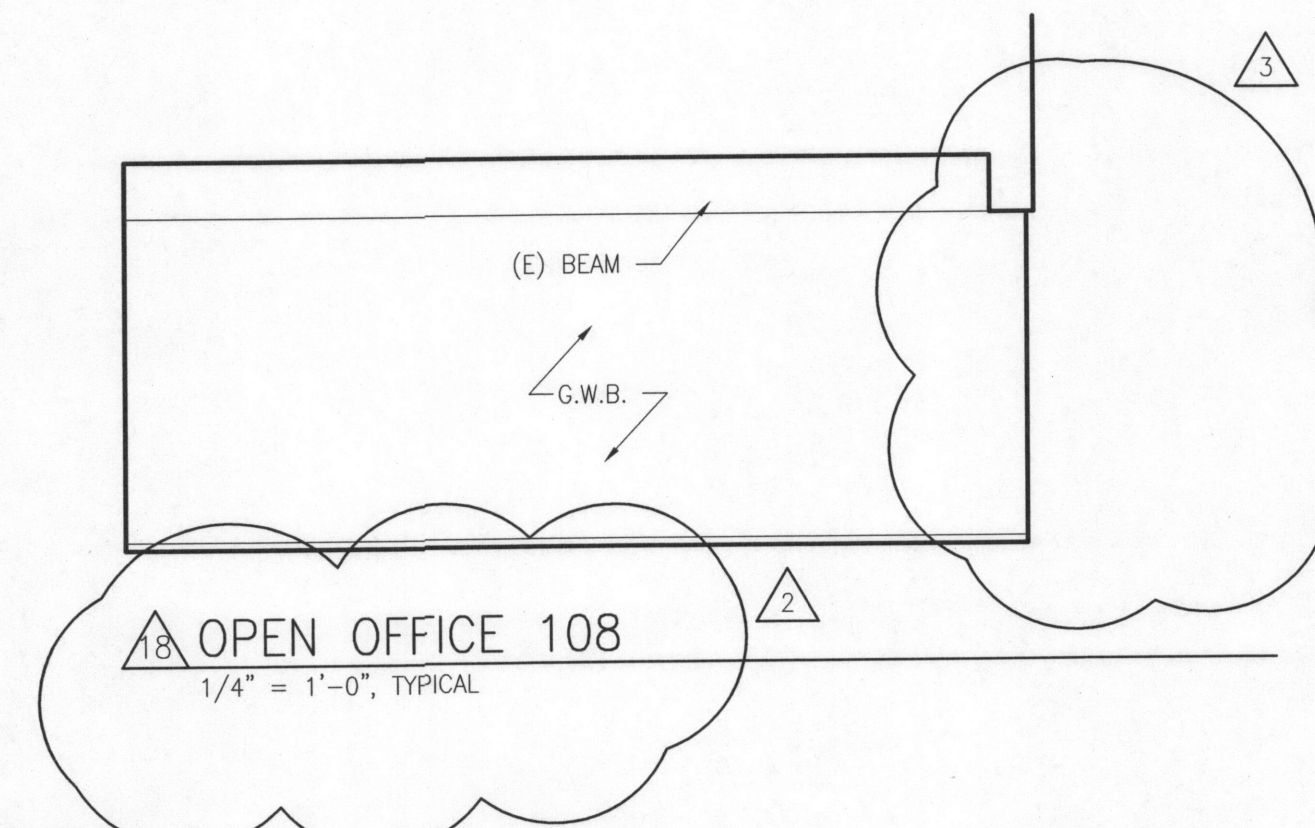 3
(E) BEAM
G.W.B.
2
18 OPEN OFFICE 108
1/4" = 1'-0", TYPICAL